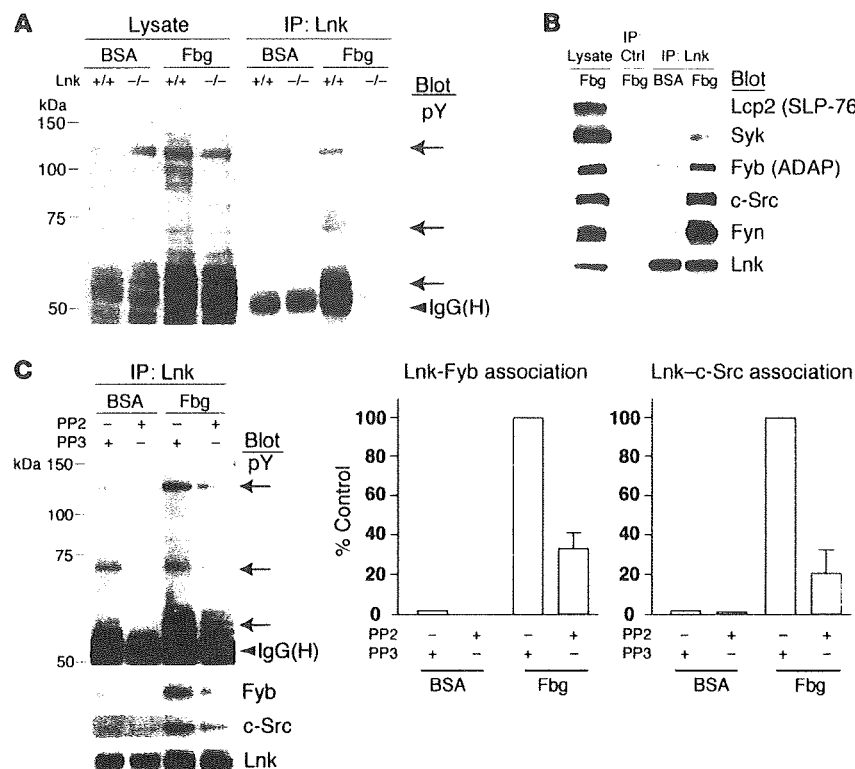 A
Lysate IP: Lnk
BSA Fbg BSA Fbg
Lnk +/+ −/− +/+ −/− +/+ −/− +/+ −/−
Blot
pY
kDa
150
100
75
50
IgG(H)
B
IP:
Lysate Ctrl IP: Lnk
Fbg Fbg BSA Fbg Blot
Lcp2 (SLP-76
Syk
Fyb (ADAP)
c-Src
Fyn
Lnk
C
IP: Lnk
BSA Fbg
PP2 − + − +
PP3 + − + −
Blot
pY
kDa 150
100
75
50
IgG(H)
Fyb
c-Src
Lnk
Lnk-Fyb association
% Control
100
80
60
40
20
0
PP2 − + − +
PP3 + − + −
BSA Fbg
Lnk–c-Src association
100
80
60
40
20
0
PP2 − + − +
PP3 + − + −
BSA Fbg